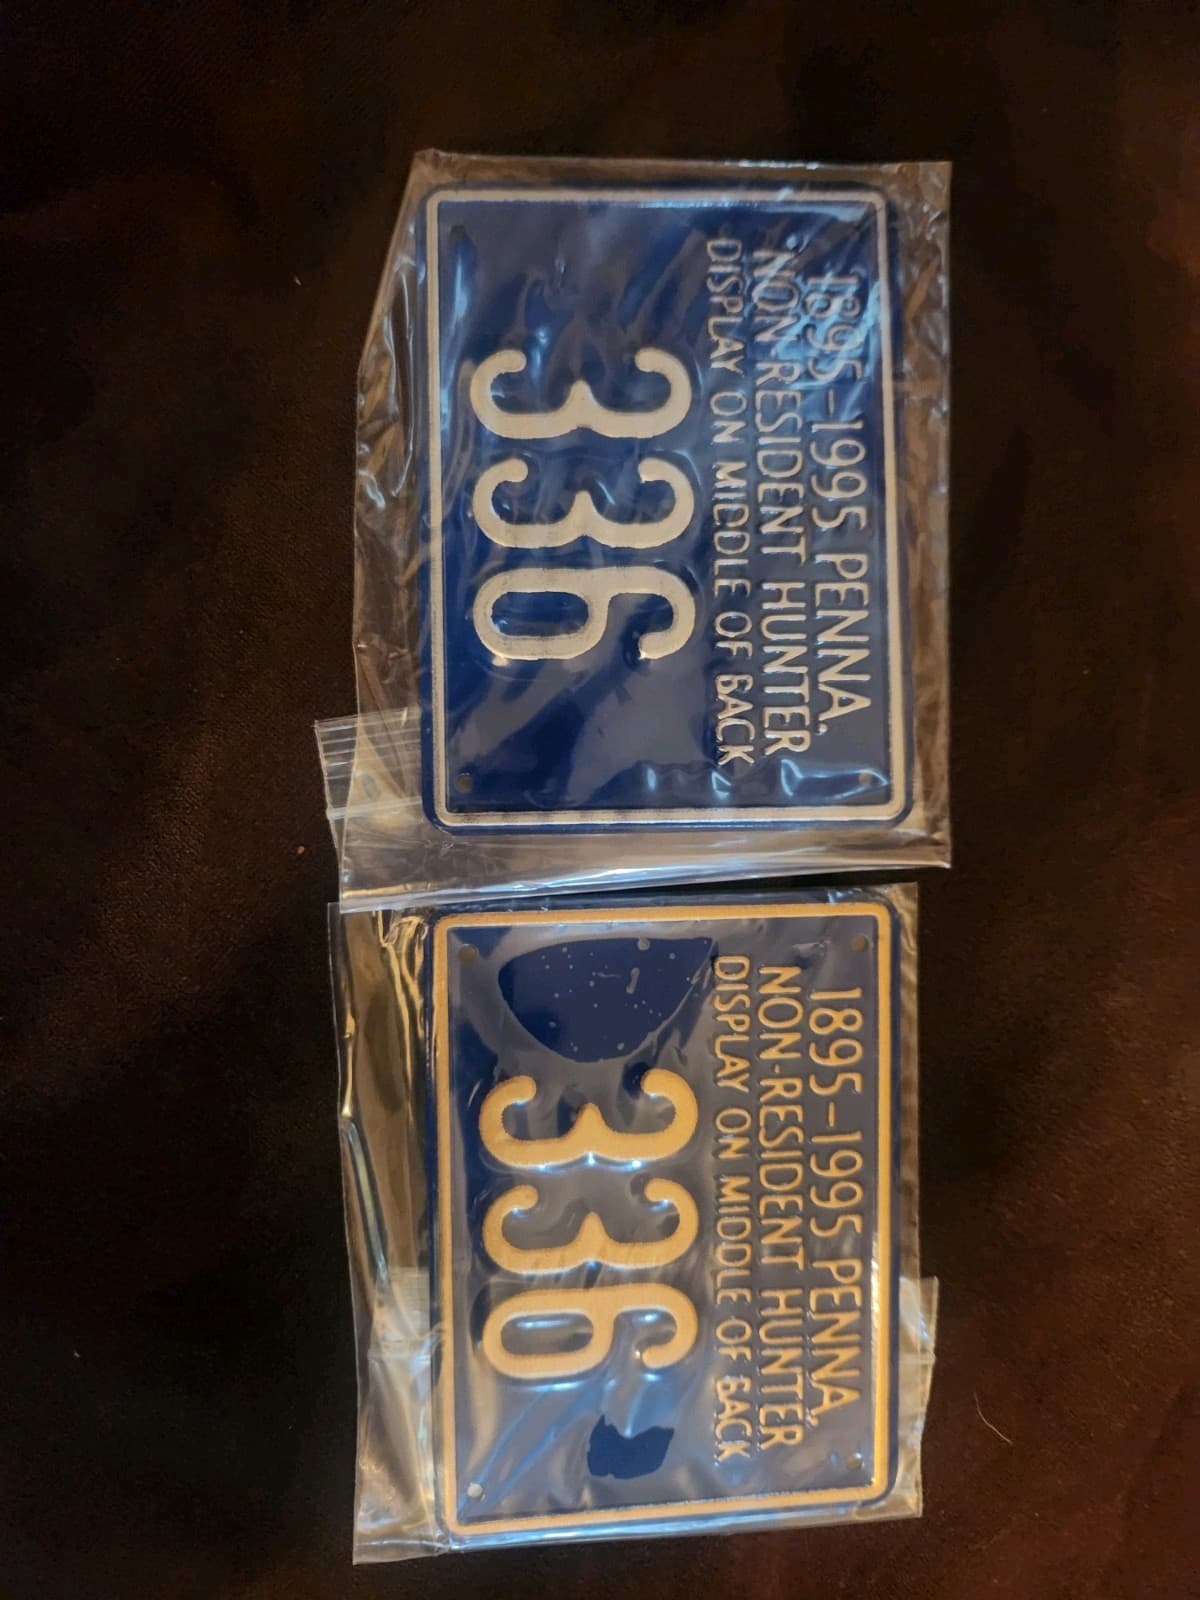 1895-1995 PENNA.
NON-RESIDENT HUNTER
DISPLAY ON MIDDLE OF BACK
336
1895-1995 PENNA.
NON-RESIDENT HUNTER
DISPLAY ON MIDDLE OF BACK
336